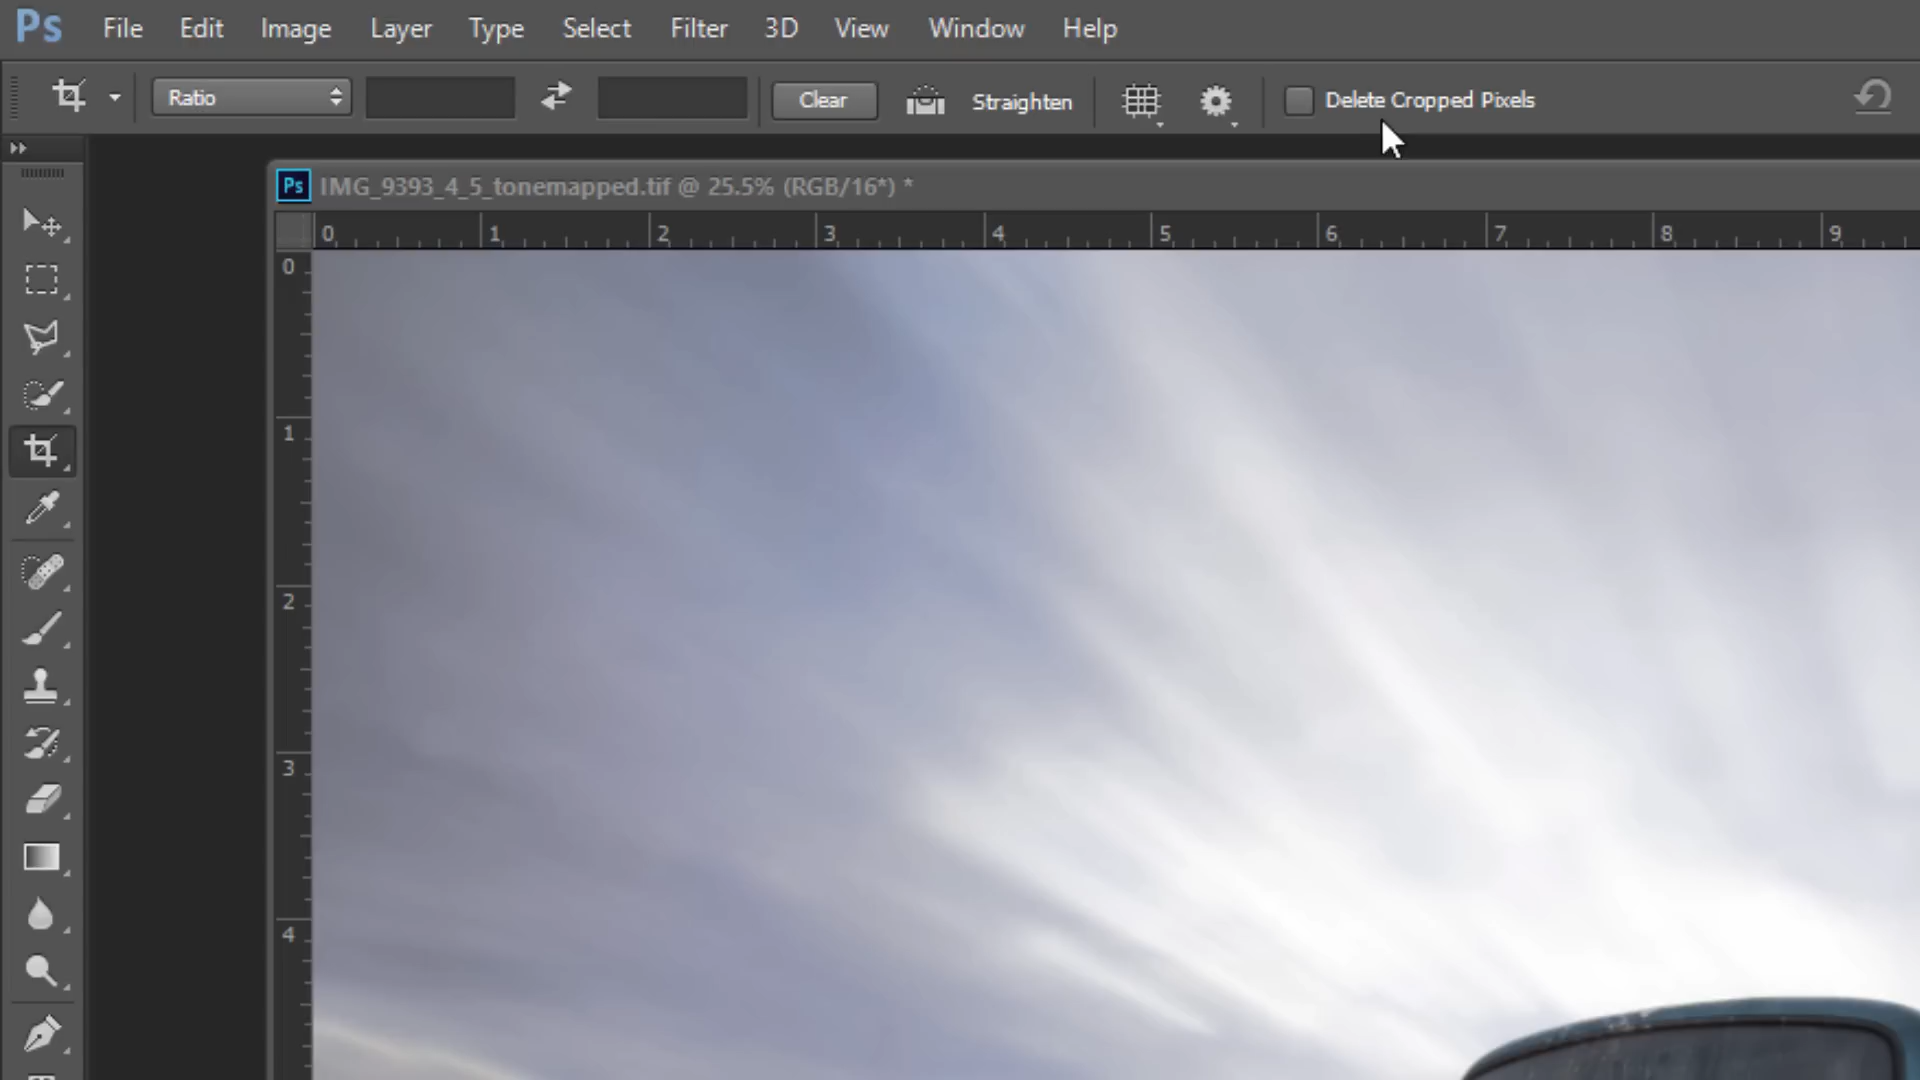 Ps File Edit Image Layer Type Select Filter 3D View Window Help
Ratio Clear Straighten Delete Cropped Pixels
Ps IMG_9393_4_5_tonemapped.tif @ 25.5% (RGB/16*) *
0 1 2 3 4 5 6 7 8 9
0
1
2
3
4